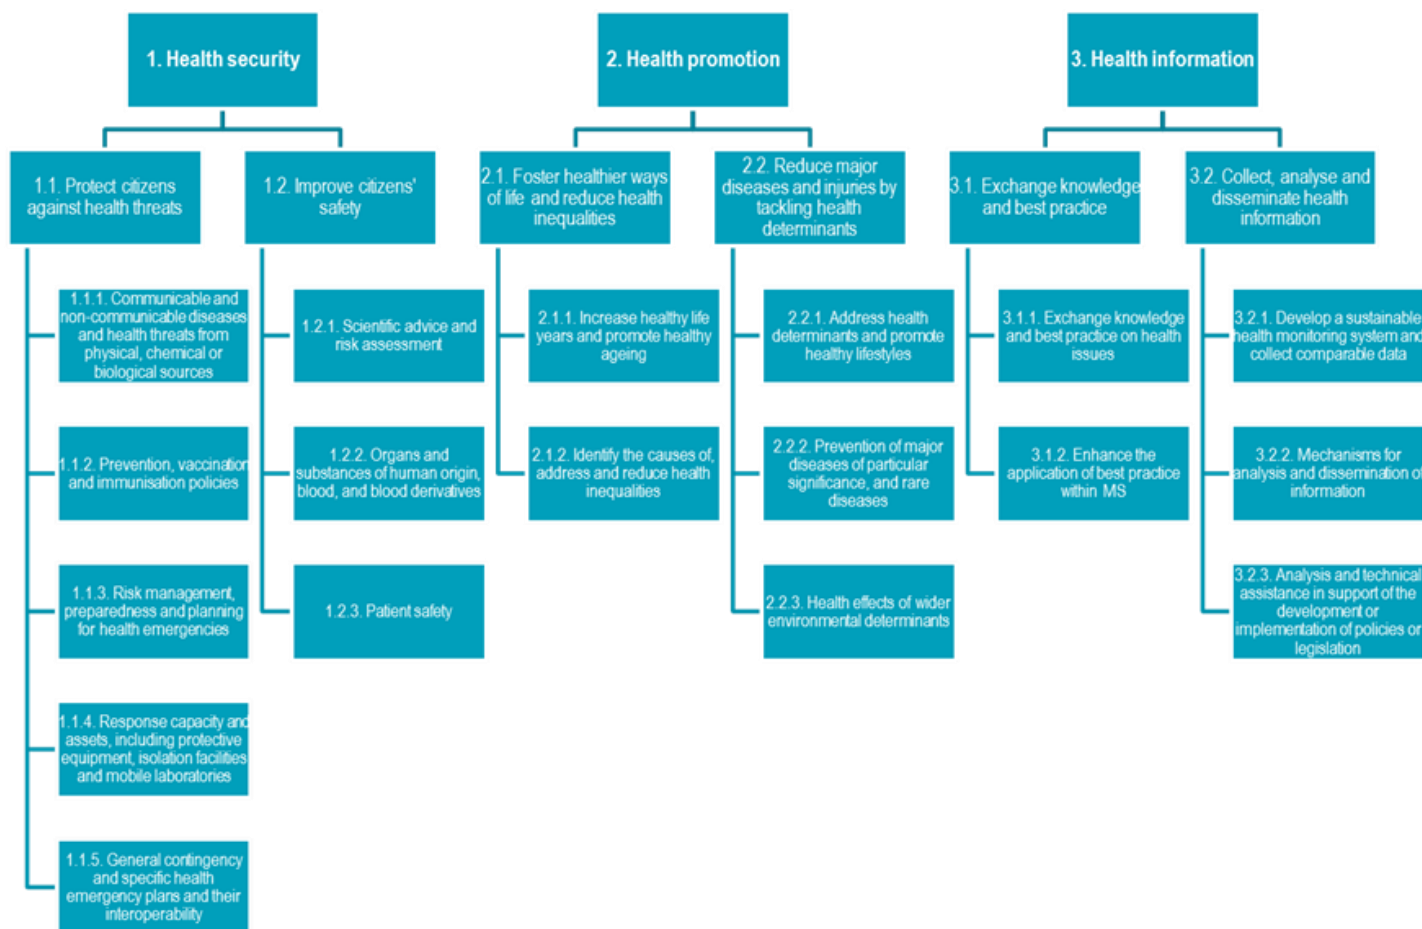 1. Health security
2. Health promotion
3. Health information
1.1. Protect citizens
against health threats
1.2. Improve citizens'
safety
2.1. Foster healthier ways
of life and reduce health
inequalities
2.2. Reduce major
diseases and injuries by
tackling health
determinants
3.1. Exchange knowledge
and best practice
3.2. Collect, analyse and
disseminate health
information
1.1.1. Communicable and
non-communicable diseases
and health threats from
physical, chemical or
biological sources
1.2.1. Scientific advice and
risk assessment
2.1.1. Increase healthy life
years and promote healthy
ageing
2.2.1. Address health
determinants and promote
healthy lifestyles
3.1.1. Exchange knowledge
and best practice on health
issues
3.2.1. Develop a sustainable
health monitoring system and
collect comparable data
1.1.2. Prevention, vaccination
and immunisation policies
1.2.2. Organs and
substances of human origin,
blood, and blood derivatives
2.1.2. Identify the causes of,
address and reduce health
inequalities
2.2.2. Prevention of major
diseases of particular
significance, and rare
diseases
3.1.2. Enhance the
application of best practice
within MS
3.2.2. Mechanisms for
analysis and dissemination of
information
1.1.3. Risk management,
preparedness and planning
for health emergencies
1.2.3. Patient safety
2.2.3. Health effects of wider
environmental determinants
3.2.3. Analysis and technical
assistance in support of the
development or
implementation of policies or
legislation
1.1.4. Response capacity and
assets, including protective
equipment, isolation facilities
and mobile laboratories
1.1.5. General contingency
and specific health
emergency plans and their
interoperability